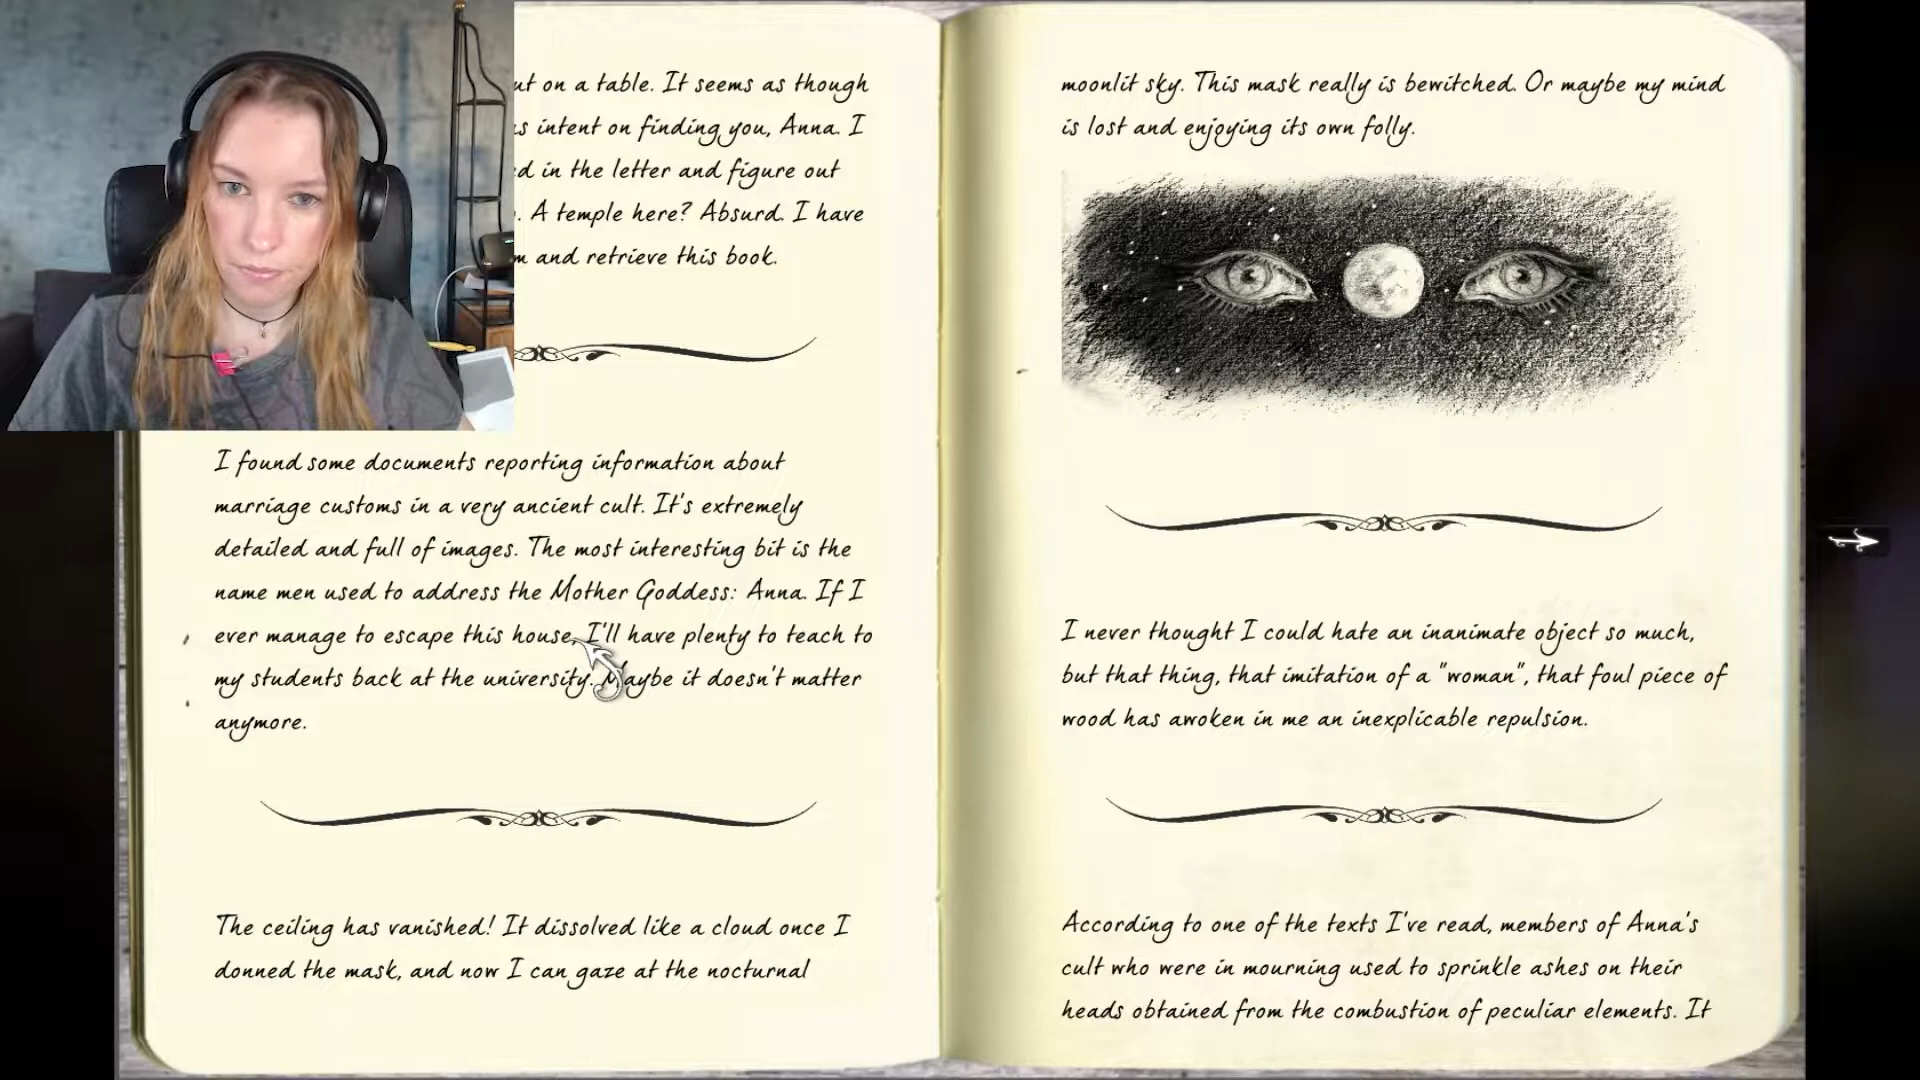 ut on a table. It seems as though
s intent on finding you, Anna. I
d in the letter and figure out
. A temple here? Absurd. I have
m and retrieve this book.
I found some documents reporting information about
marriage customs in a very ancient cult. It's extremely
detailed and full of images. The most interesting bit is the
name men used to address the Mother Goddess: Anna. If I
ever manage to escape this house, I'll have plenty to teach to
my students back at the university. Maybe it doesn't matter
anymore.
The ceiling has vanished! It dissolved like a cloud once I
donned the mask, and now I can gaze at the nocturnal
moonlit sky. This mask really is bewitched. Or maybe my mind
is lost and enjoying its own folly.
I never thought I could hate an inanimate object so much,
but that thing, that imitation of a "woman", that foul piece of
wood has awoken in me an inexplicable repulsion.
According to one of the texts I've read, members of Anna's
cult who were in mourning used to sprinkle ashes on their
heads obtained from the combustion of peculiar elements. It